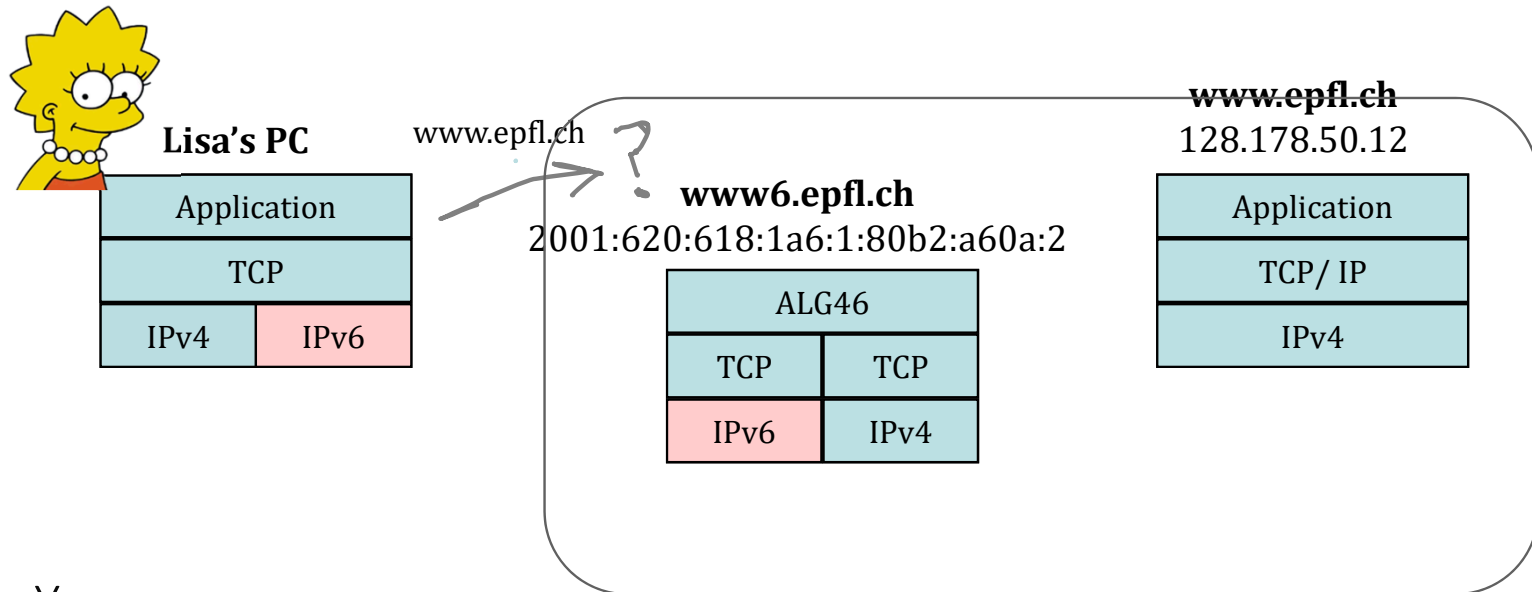 www.epfl.ch
128.178.50.12
Lisa's PC
www.epfl.ch
?
www6.epfl.ch
2001:620:618:1a6:1:80b2:a60a:2
Application
TCP
IPv4 IPv6
ALG46
TCP TCP
IPv6 IPv4
Application
TCP/ IP
IPv4